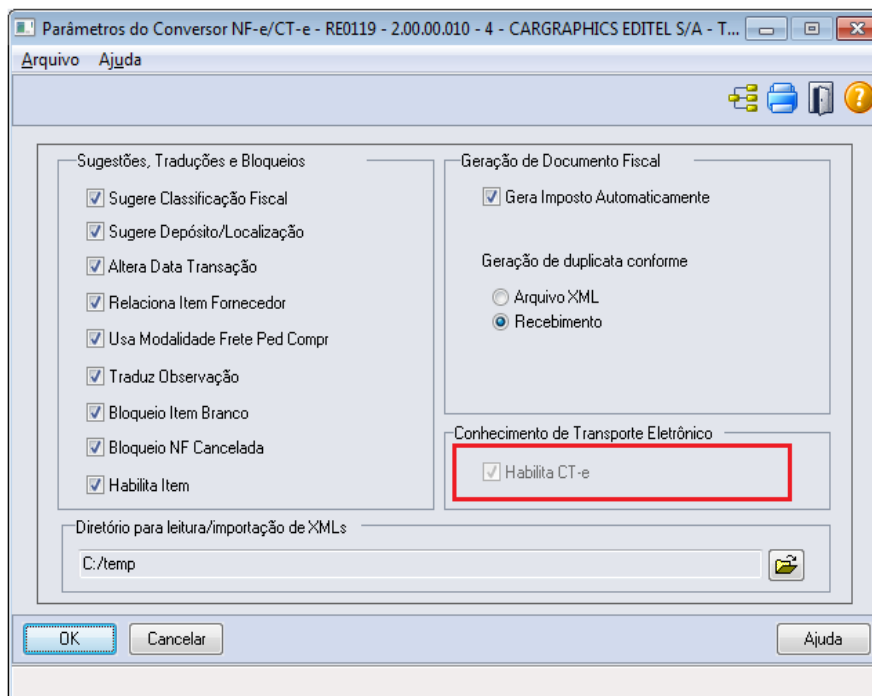 Parâmetros do Conversor NF-e/CT-e - RE0119 - 2.00.00.010 - 4 - CARGRAPHICS EDITEL S/A - T...
Arquivo Ajuda
Sugestões, Traduções e Bloqueios
Sugere Classificação Fiscal
Sugere Depósito/Localização
Altera Data Transação
Relaciona Item Fornecedor
Usa Modalidade Frete Ped Compr
Traduz Observação
Bloqueio Item Branco
Bloqueio NF Cancelada
Habilita Item
Geração de Documento Fiscal
Gera Imposto Automaticamente
Geração de duplicata conforme
Arquivo XML
Recebimento
Conhecimento de Transporte Eletrônico
Habilita CT-e
Diretório para leitura/importação de XMLs
C:/temp
OK Cancelar Ajuda